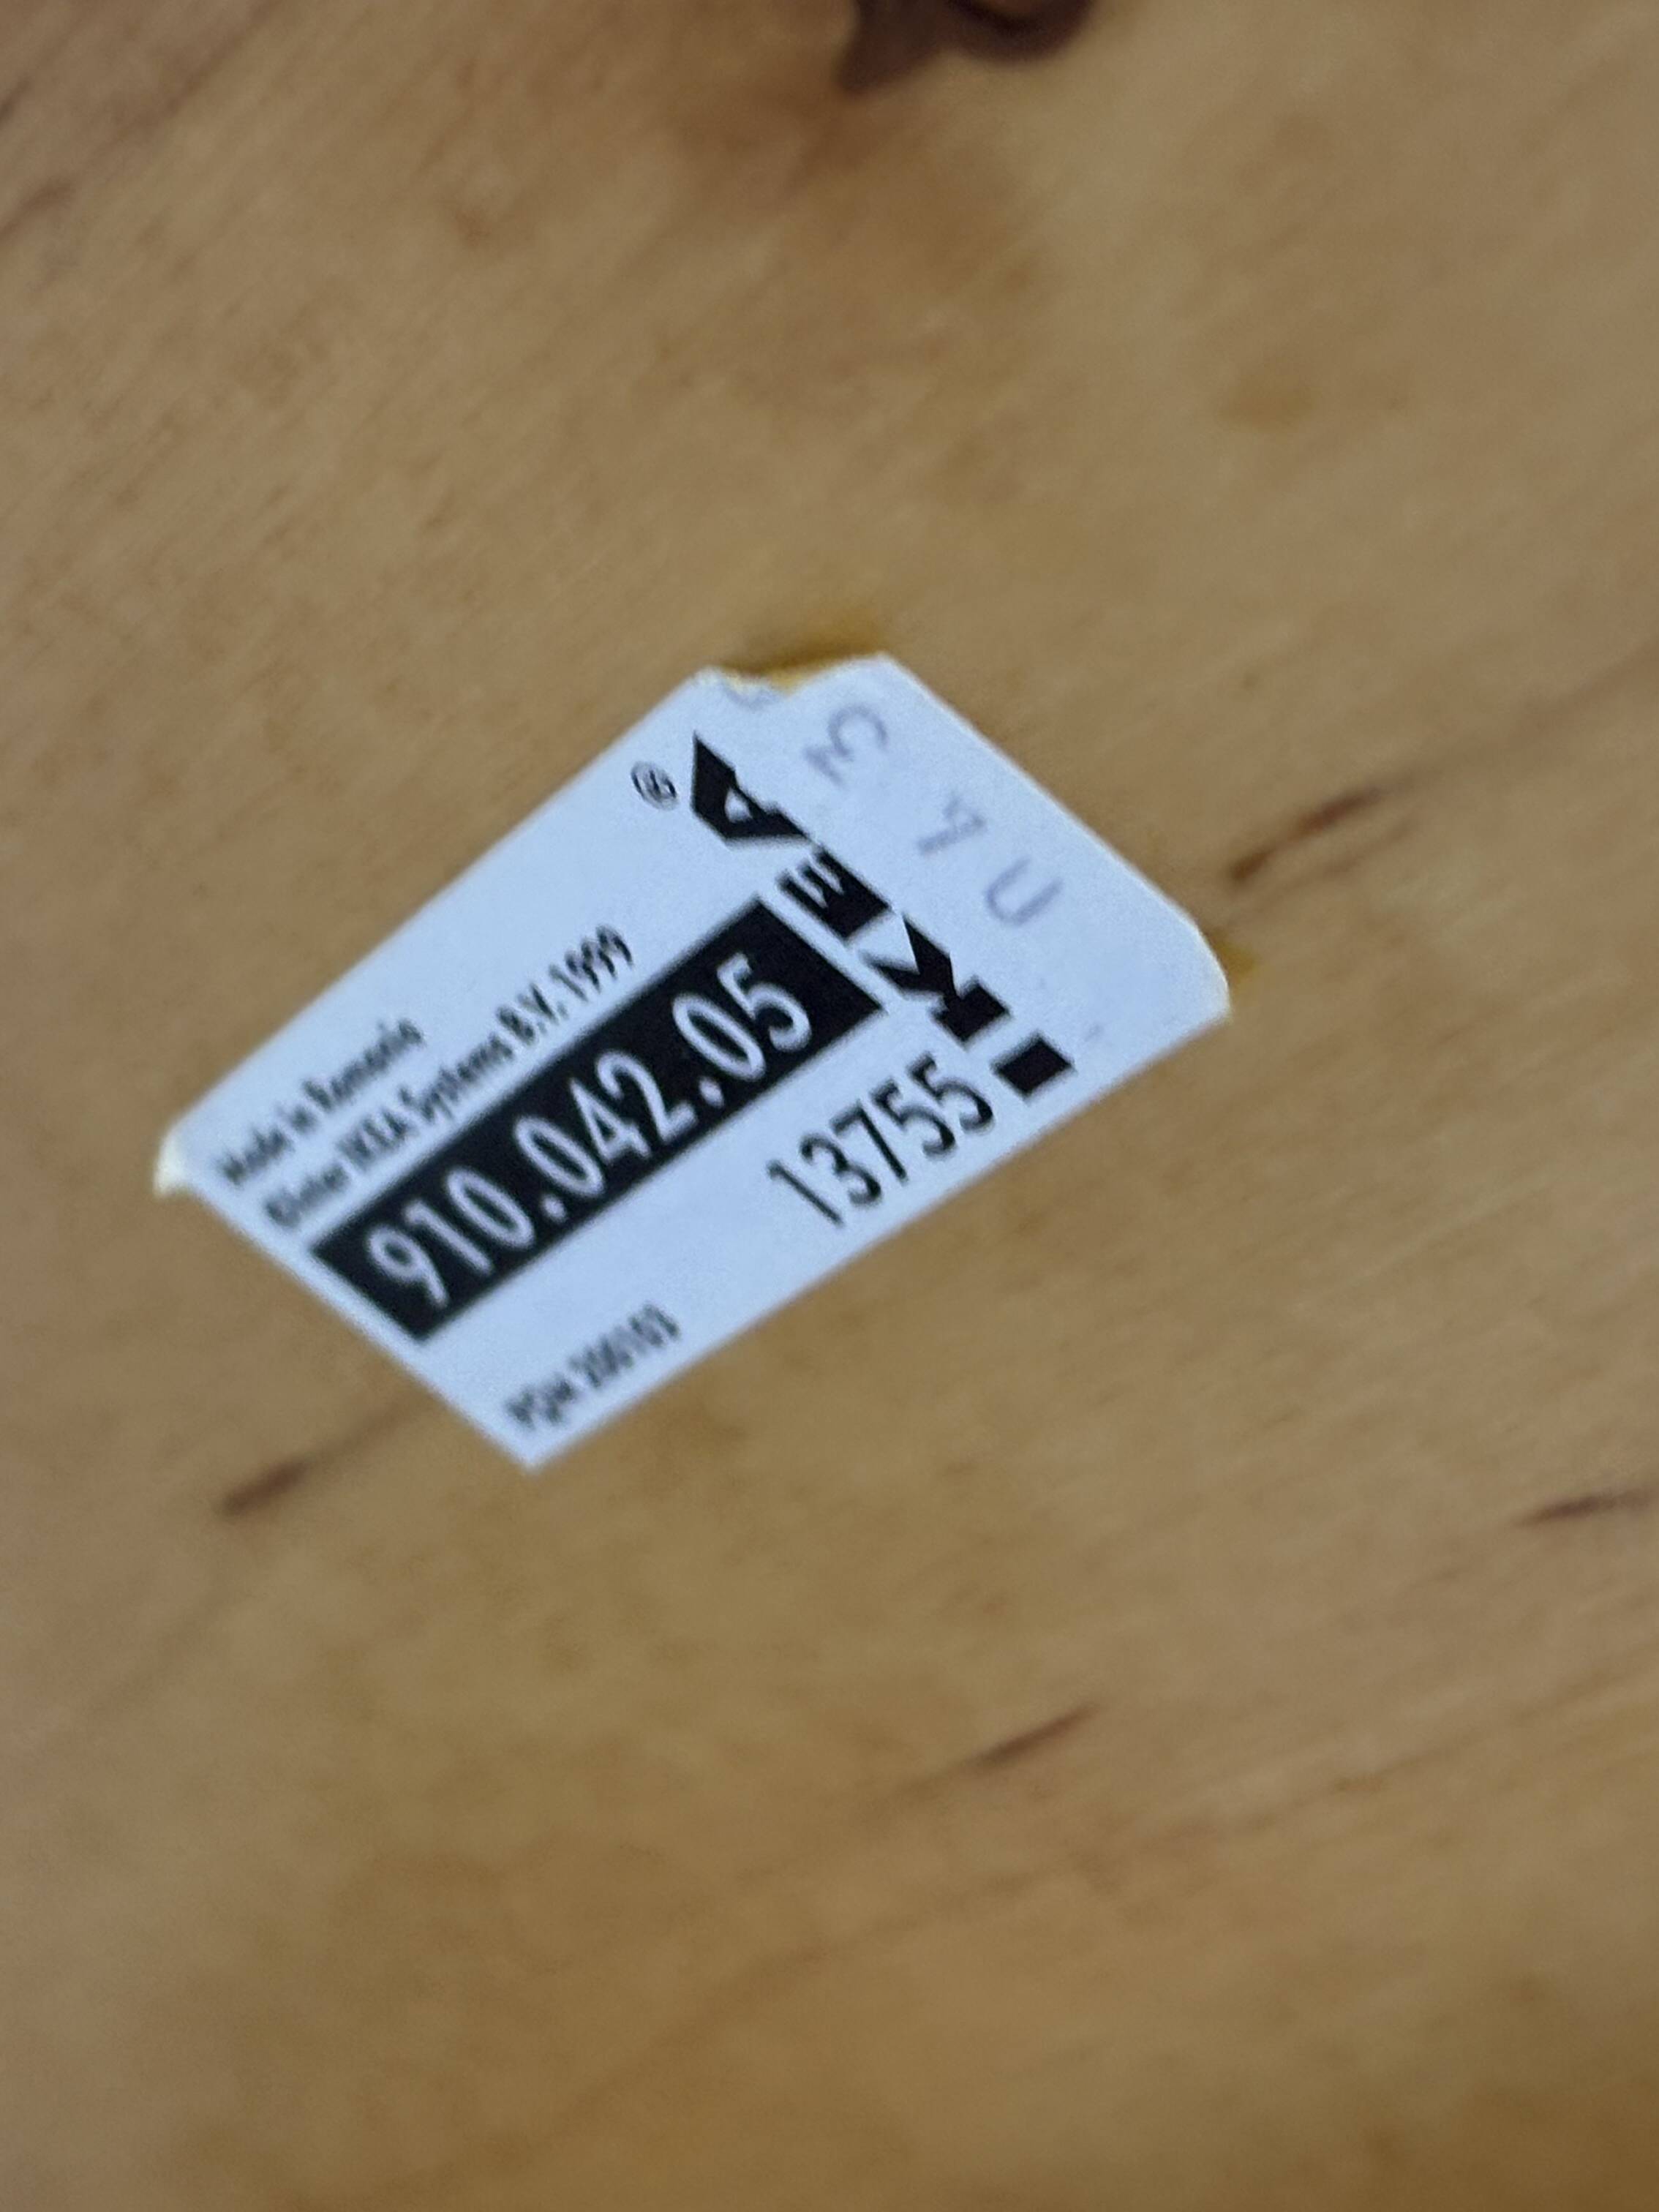 IKEA®
13755
910.042.05
©Inter IKEA Systems B.V. 1999
Made in Romania